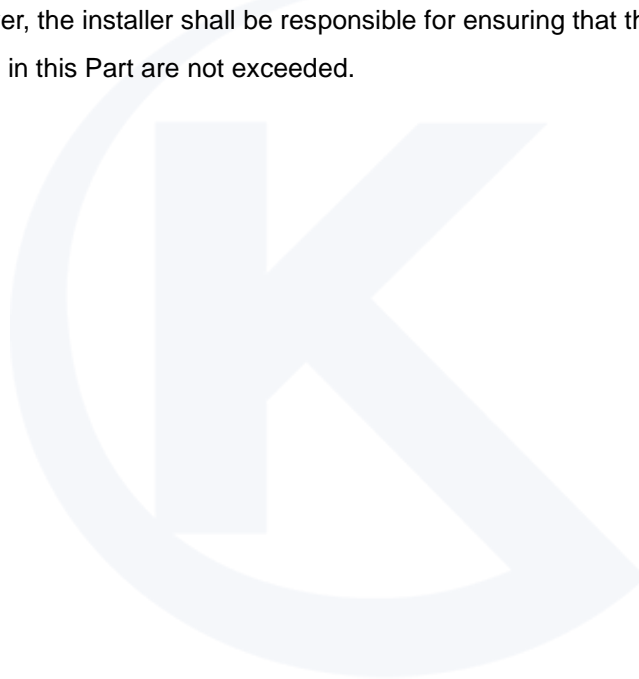 er, the installer shall be responsible for ensuring that th
in this Part are not exceeded.
K